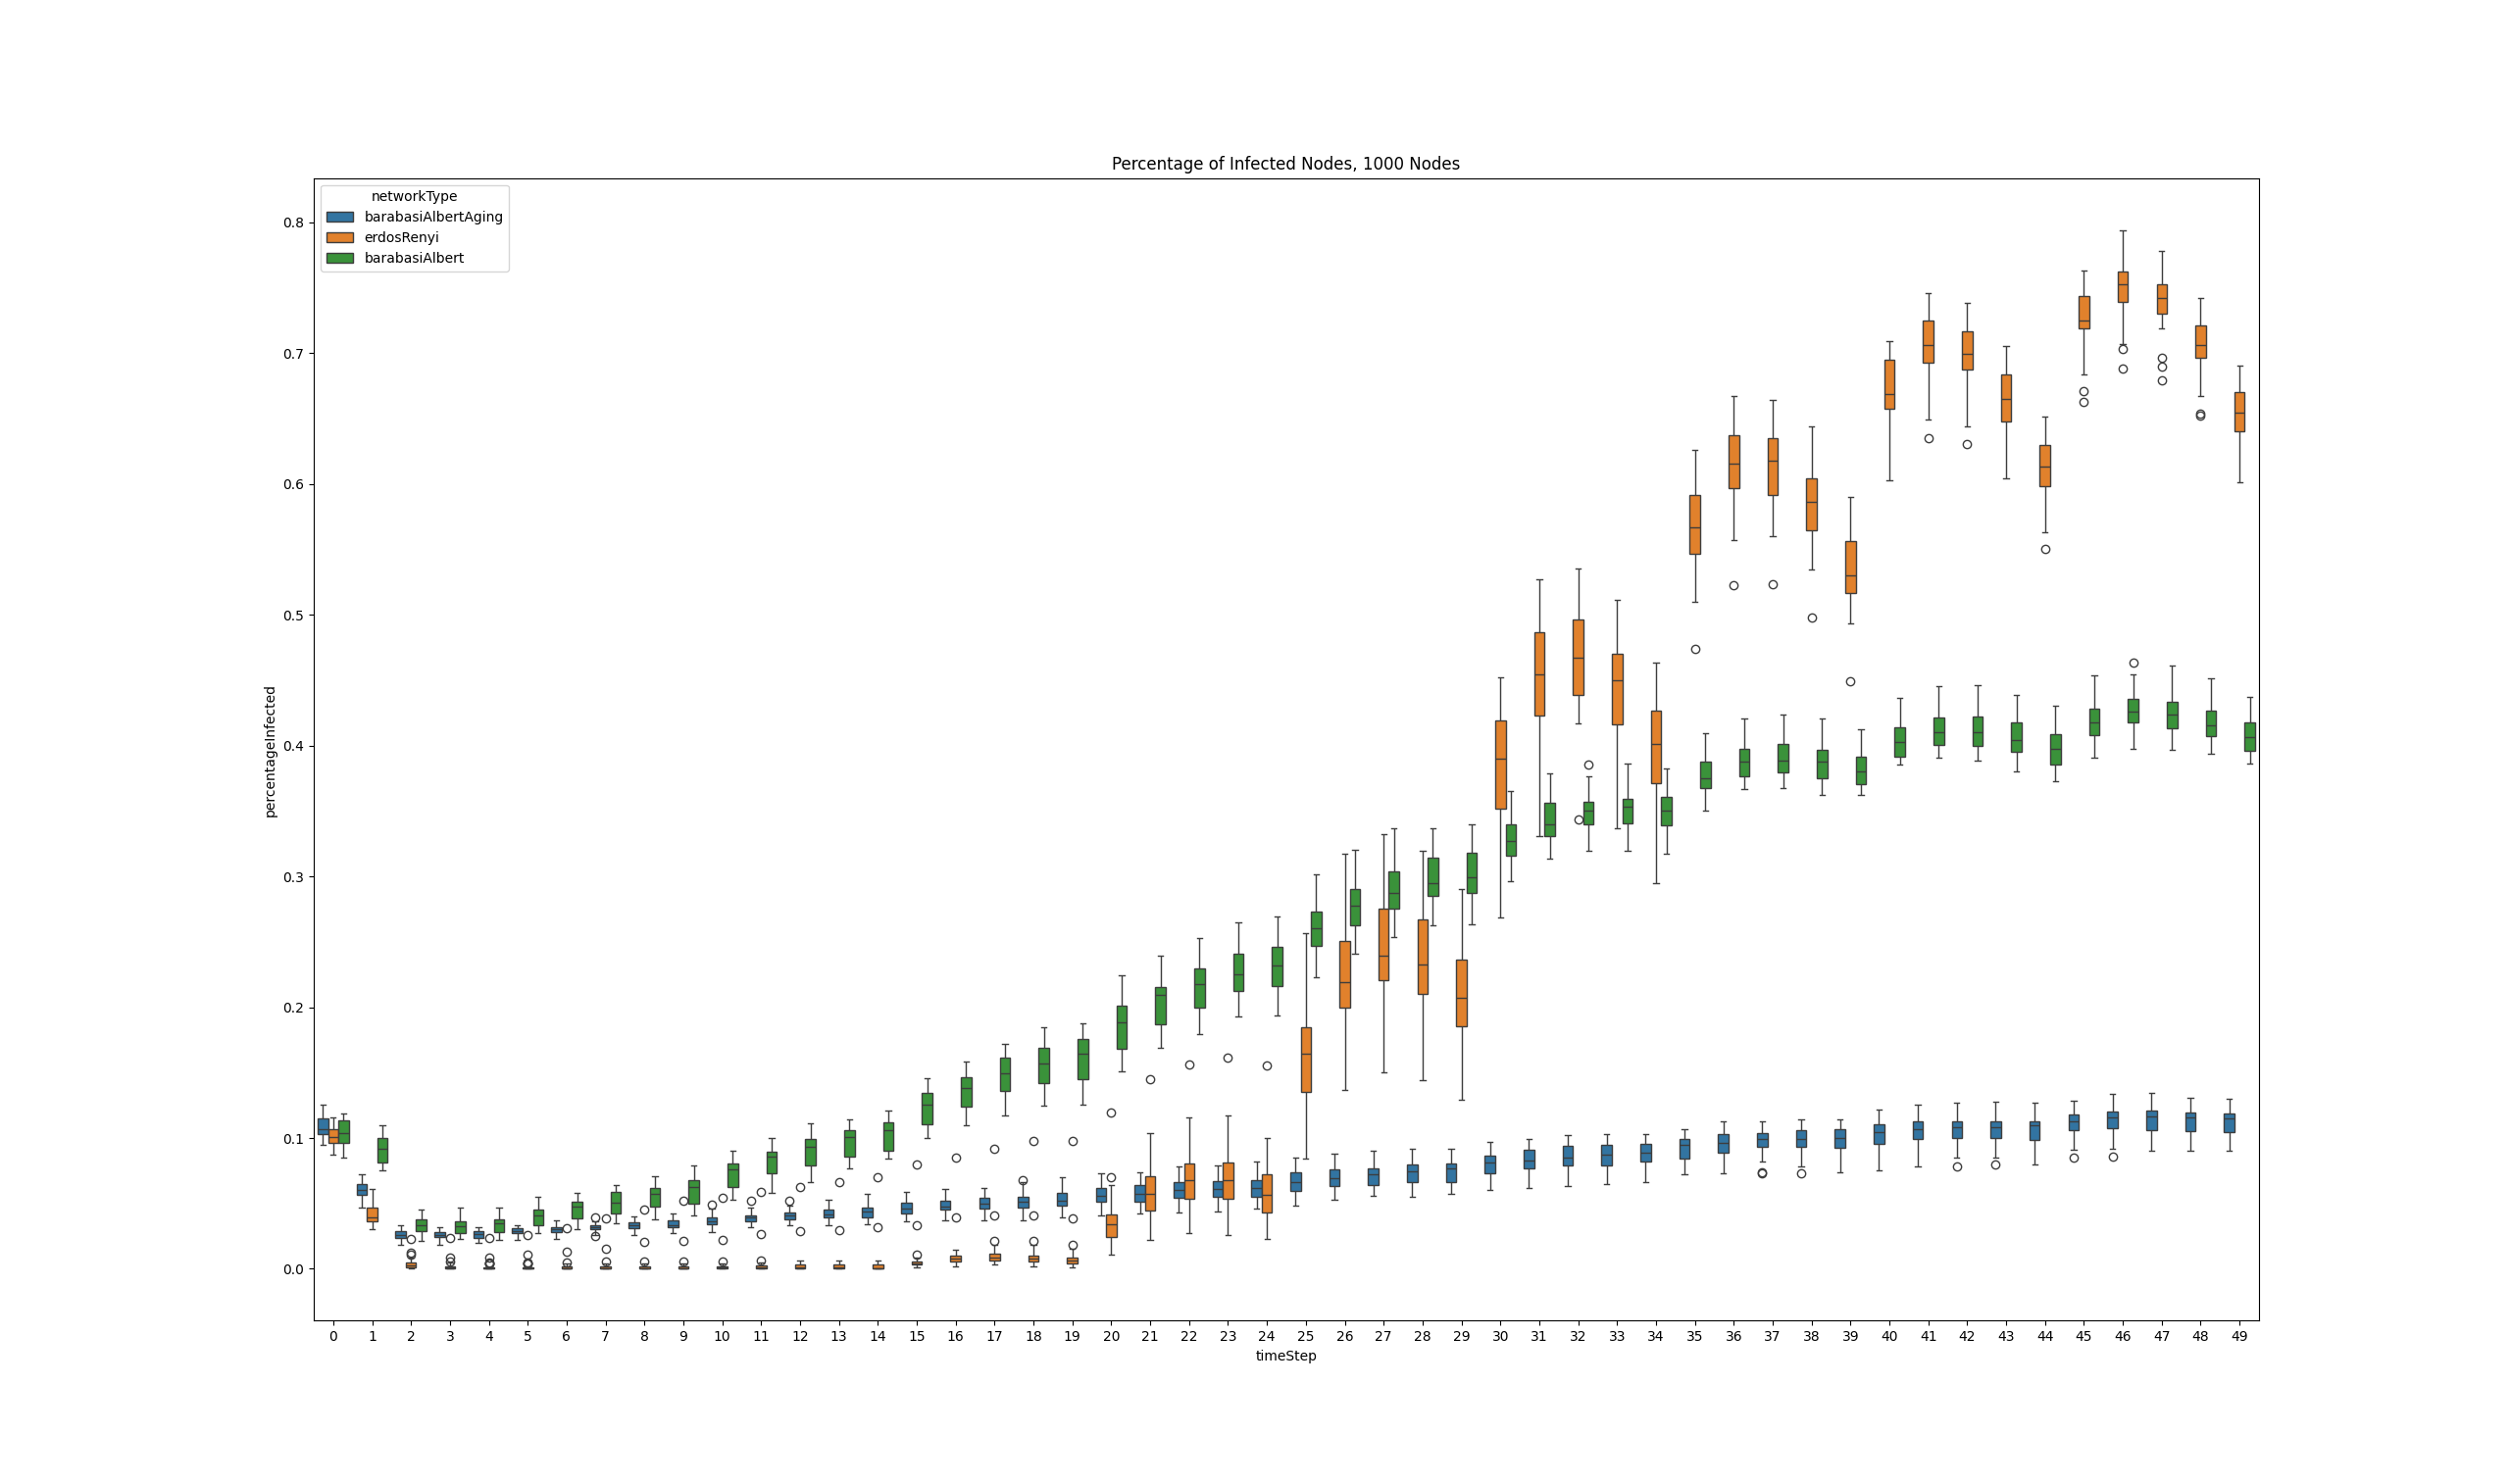 Percentage of Infected Nodes, 1000 Nodes
networkType
barabasiAlbertAging
erdosRenyi
barabasiAlbert
percentageInfected
0.8
0.7
0.6
0.5
0.4
0.3
0.2
0.1
0.0
0 1 2 3 4 5 6 7 8 9 10 11 12 13 14 15 16 17 18 19 20 21 22 23 24 25 26 27 28 29 30 31 32 33 34 35 36 37 38 39 40 41 42 43 44 45 46 47 48 49
timeStep